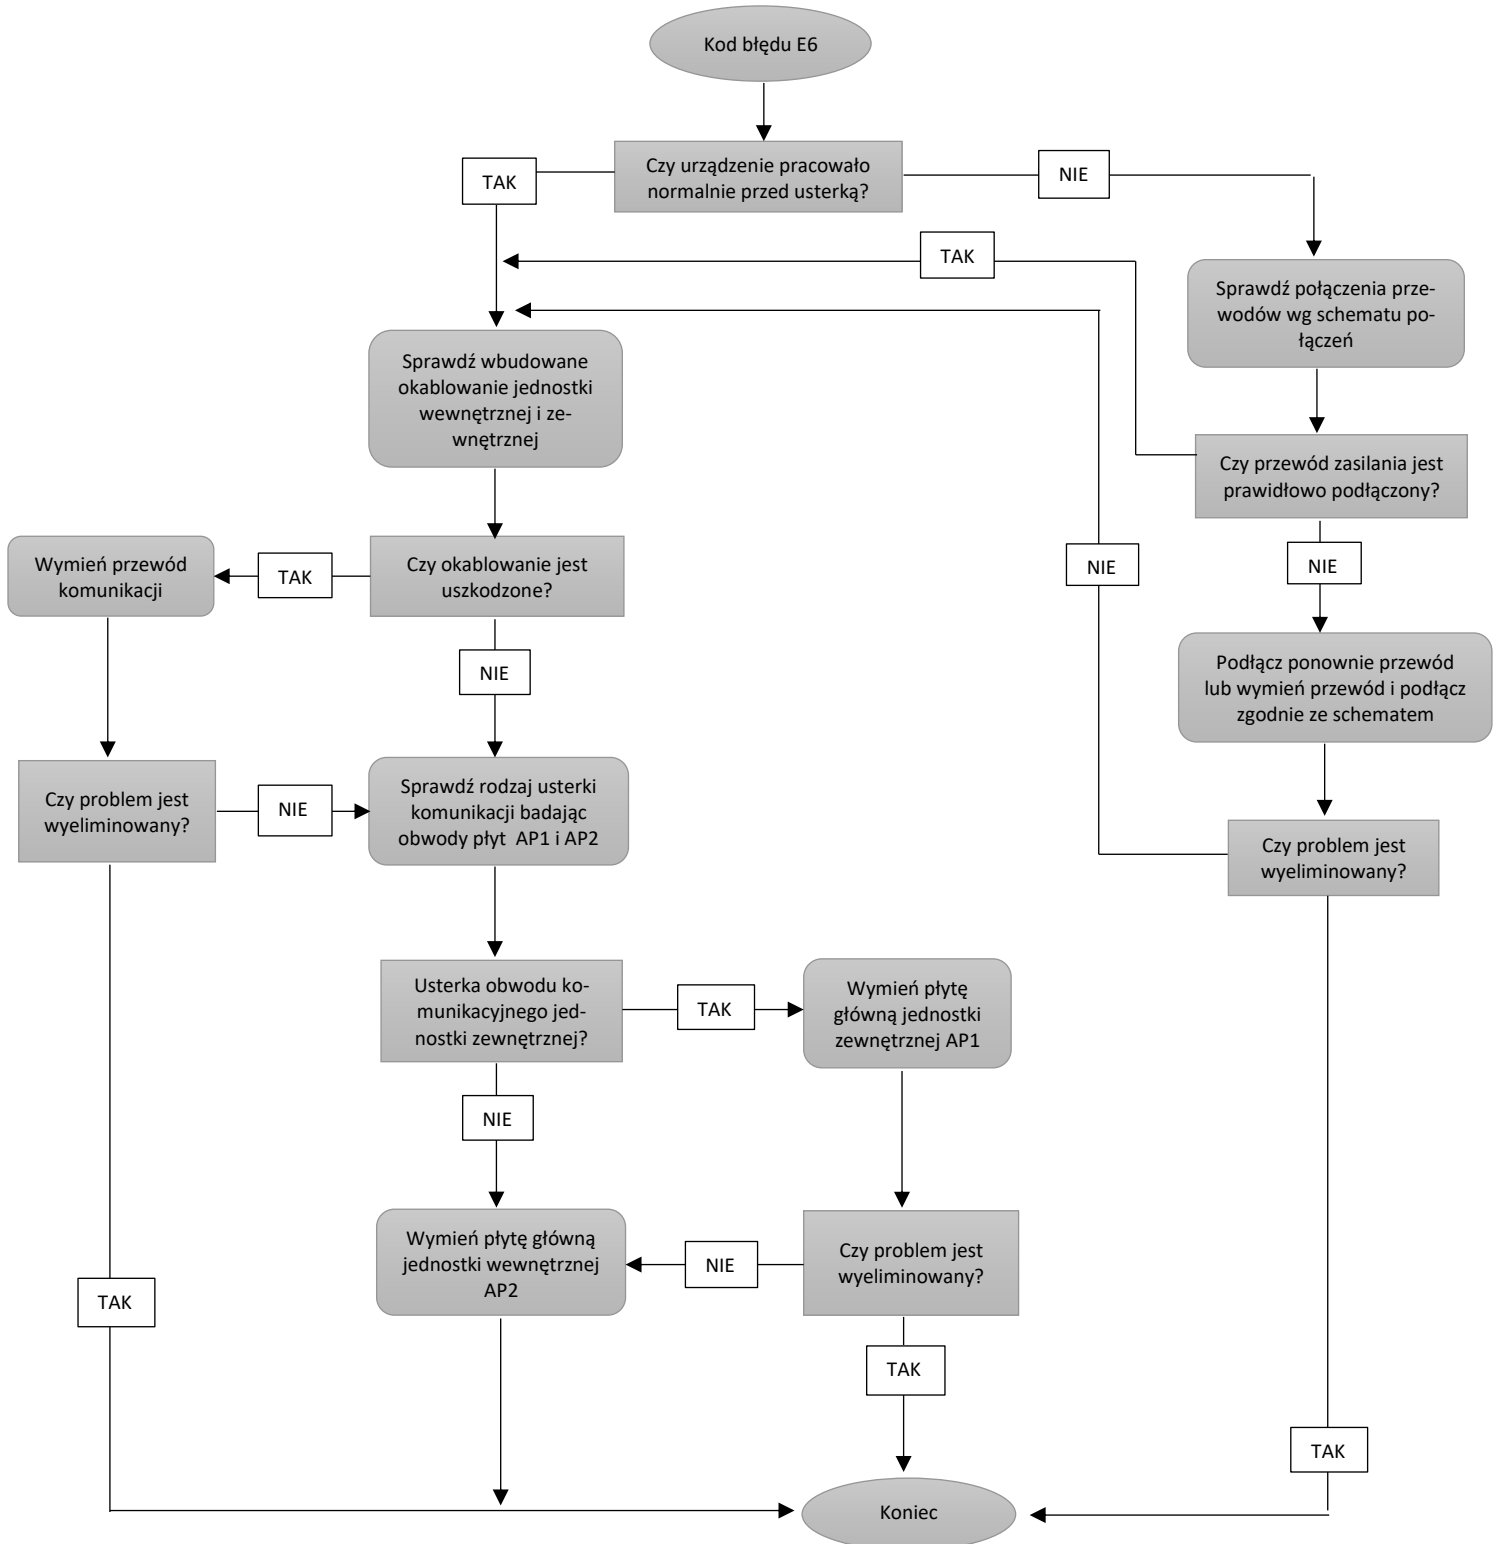 Kod błędu E6
Czy urządzenie pracowało
normalnie przed usterką?
TAK
NIE
TAK
Sprawdź połączenia prze-
wodów wg schematu po-
łączeń
Sprawdź wbudowane
okablowanie jednostki
wewnętrznej i ze-
wnętrznej
Czy przewód zasilania jest
prawidłowo podłączony?
Wymień przewód
komunikacji
TAK
Czy okablowanie jest
uszkodzone?
NIE
NIE
NIE
Podłącz ponownie przewód
lub wymień przewód i podłącz
zgodnie ze schematem
Czy problem jest
wyeliminowany?
NIE
Sprawdź rodzaj usterki
komunikacji badając
obwody płyt  AP1 i AP2
Czy problem jest
wyeliminowany?
Usterka obwodu ko-
munikacyjnego jed-
nostki zewnętrznej?
TAK
Wymień płytę
główną jednostki
zewnętrznej AP1
NIE
Wymień płytę główną
jednostki wewnętrznej
AP2
NIE
Czy problem jest
wyeliminowany?
TAK
TAK
TAK
Koniec